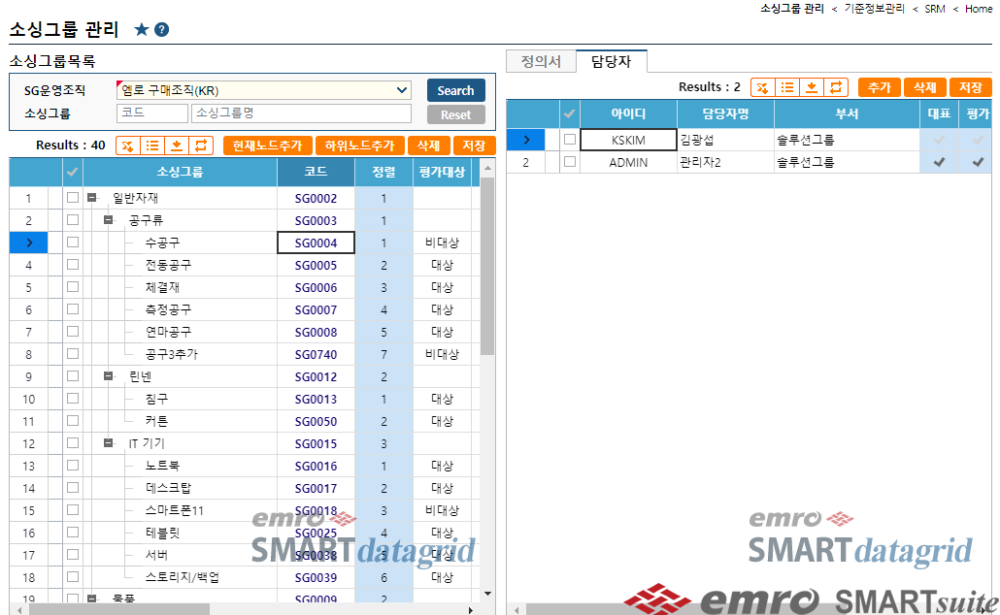 소싱그룹 관리 < 기준정보관리 < SRM < Home
소싱그룹 관리 ★ ?
소싱그룹목록
SG운영조직 엠로 구매조직(KR) Search
소싱그룹 코드 소싱그룹명 Reset
Results : 40 현재노드추가 하위노드추가 삭제 저장
소싱그룹 코드 정렬 평가대상
1 일반자재 SG0002 1
2 공구류 SG0003 1
> 수공구 SG0004 1 비대상
4 전동공구 SG0005 2 대상
5 체결재 SG0006 3 대상
6 측정공구 SG0007 4 대상
7 연마공구 SG0008 5 대상
8 공구3추가 SG0740 7 비대상
9 린넨 SG0012 2
10 침구 SG0013 1 대상
11 커튼 SG0050 2 대상
12 IT 기기 SG0015 3
13 노트북 SG0016 1 대상
14 데스크탑 SG0017 2 대상
15 스마트폰11 SG0018 3 비대상
16 테블릿 SG0025 4 대상
17 서버 SG0038 5 대상
18 스토리지/백업 SG0039 6 대상
19 물품 SG0009 2
emro
SMARTdatagrid
정의서 담당자
Results : 2 추가 삭제 저장
아이디 담당자명 부서 대표 평가
> KSKIM 김광섭 솔루션그룹
2 ADMIN 관리자2 솔루션그룹
emro
SMARTdatagrid
emro SMARTsuite